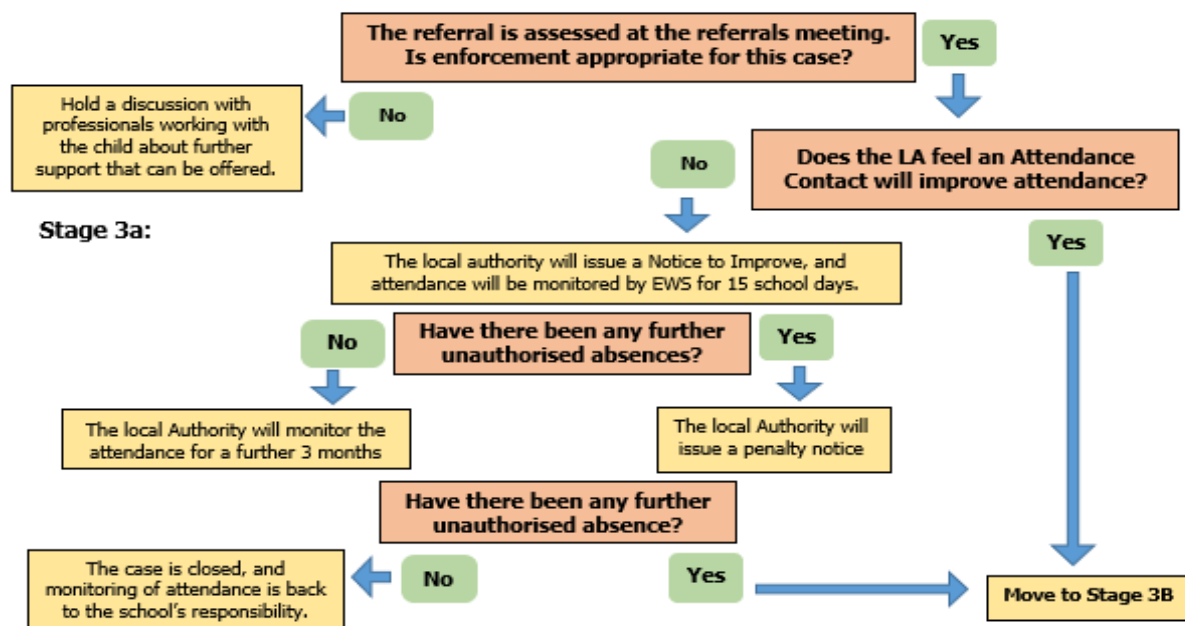 The referral is assessed at the referrals meeting.
Is enforcement appropriate for this case?
Yes
Hold a discussion with
professionals working with
the child about further
support that can be offered.
No
No
Does the LA feel an Attendance
Contact will improve attendance?
Stage 3a:
Yes
The local authority will issue a Notice to Improve, and
attendance will be monitored by EWS for 15 school days.
No
Have there been any further
unauthorised absences?
Yes
The local Authority will monitor the
attendance for a further 3 months
The local Authority will
issue a penalty notice
Have there been any further
unauthorised absence?
The case is closed, and
monitoring of attendance is back
to the school's responsibility.
No
Yes
Move to Stage 3B